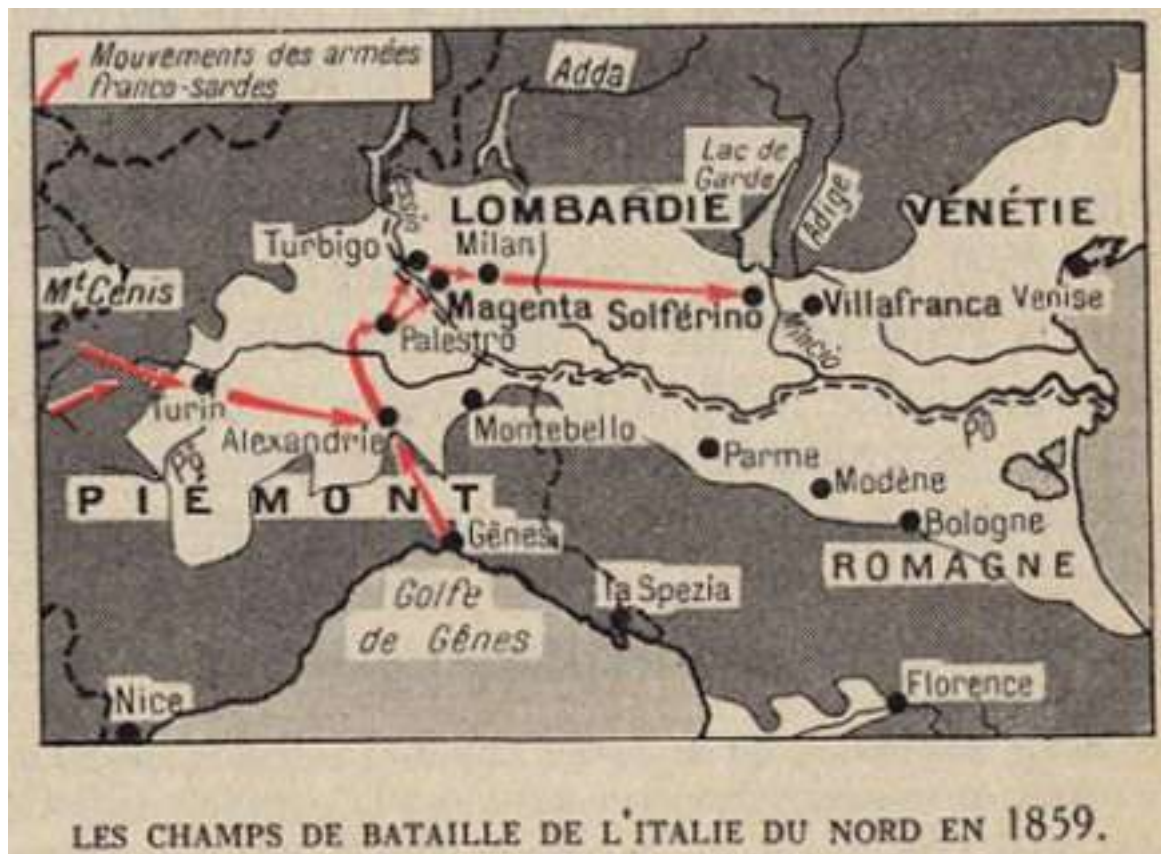 Mouvements des armées
franco-sardes
Adda
Lac de
Garde
Adige
LOMBARDIE
VÉNÉTIE
Turbigo
Milan
Mt Cenis
Magenta
Solférino
Villafranca
Venise
Palestro
Mincio
Turin
Alexandrie
Montebello
Pô
Pô
Parme
Modène
PIÉMONT
Gênes
Bologne
ROMAGNE
Golfe
de Gênes
la Spezia
Nice
Florence
LES CHAMPS DE BATAILLE DE L'ITALIE DU NORD EN 1859.